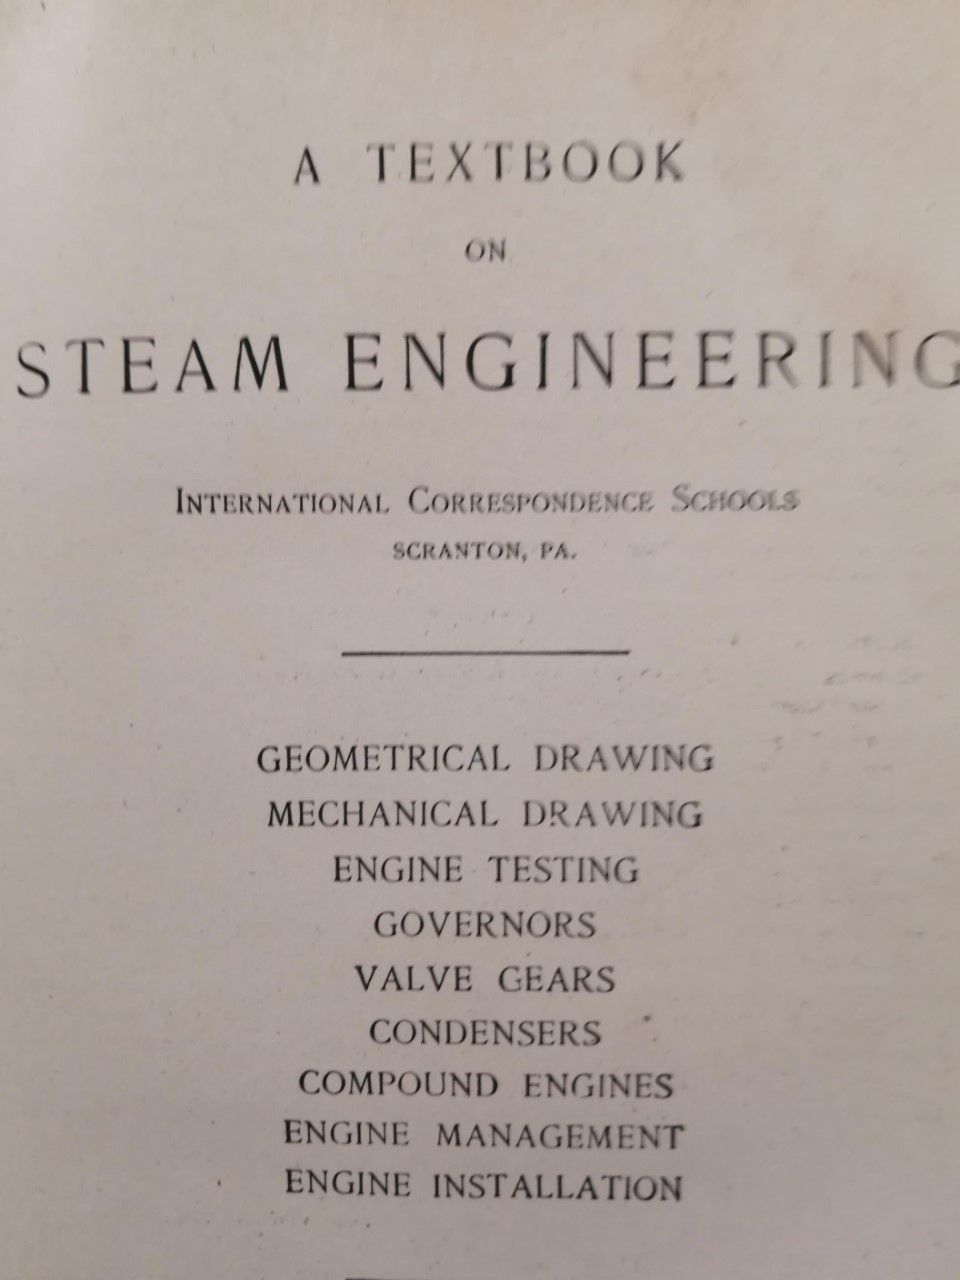 A TEXTBOOK
ON
STEAM ENGINEERING
INTERNATIONAL CORRESPONDENCE SCHOOLS
SCRANTON, PA.
GEOMETRICAL DRAWING
MECHANICAL DRAWING
ENGINE TESTING
GOVERNORS
VALVE GEARS
CONDENSERS
COMPOUND ENGINES
ENGINE MANAGEMENT
ENGINE INSTALLATION